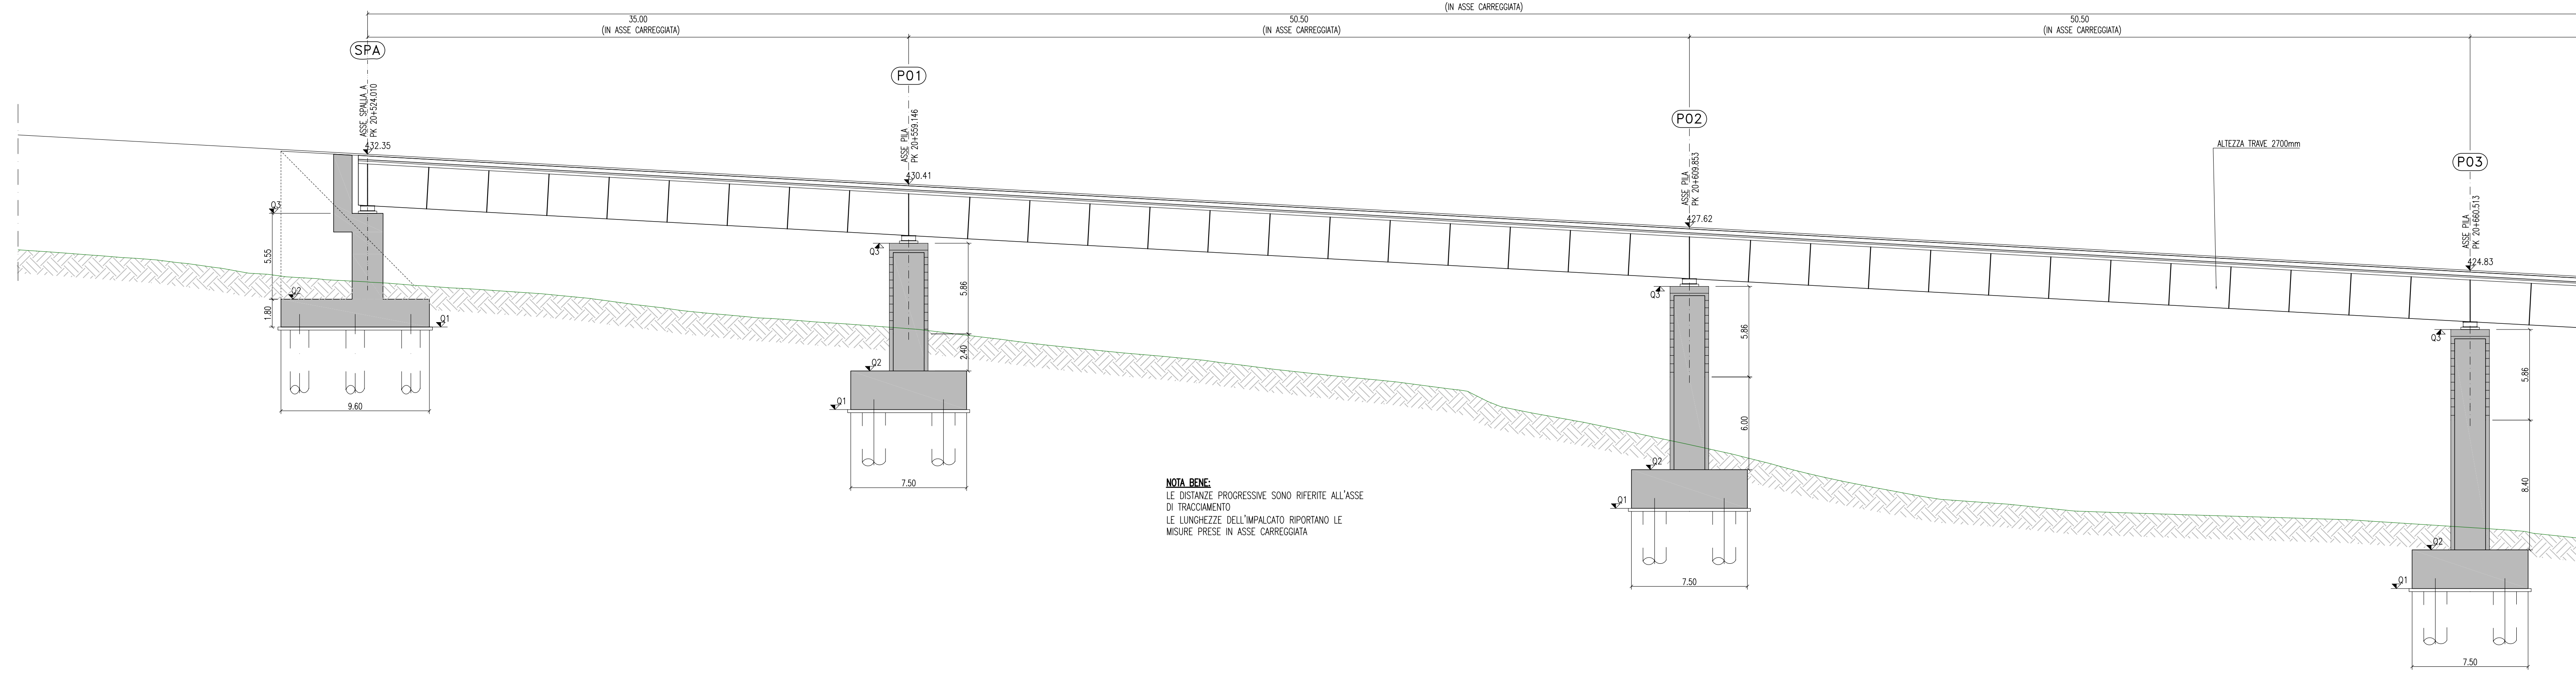 (IN ASSE CARREGGIATA)
35.00
(IN ASSE CARREGGIATA)
50.50
(IN ASSE CARREGGIATA)
50.50
(IN ASSE CARREGGIATA)
SPA
ASSE SPALLA A
PK 20+524.010
432.35
P01
ASSE PILA
PK 20+559.146
430.41
P02
ASSE PILA
PK 20+609.853
427.62
P03
ASSE PILA
PK 20+660.513
424.83
ALTEZZA TRAVE 2700mm
Q3
5.55
Q2
1.80
Q1
9.60
Q3
5.86
2.40
Q2
Q1
7.50
Q3
5.86
6.00
Q2
Q1
7.50
Q3
5.86
8.40
Q2
Q1
7.50
NOTA BENE:
LE DISTANZE PROGRESSIVE SONO RIFERITE ALL'ASSE
DI TRACCIAMENTO
LE LUNGHEZZE DELL'IMPALCATO RIPORTANO LE
MISURE PRESE IN ASSE CARREGGIATA